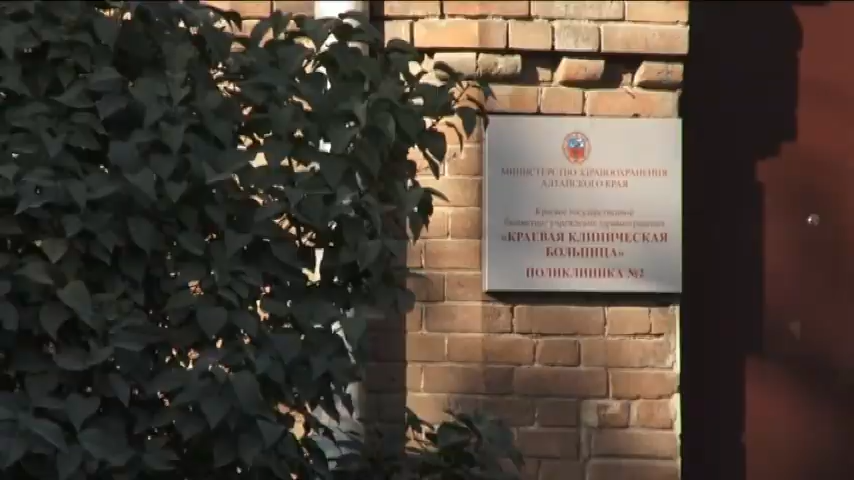 МИНИСТЕРСТВО ЗДРАВООХРАНЕНИЯ
АЛТАЙСКОГО КРАЯ
Краевое государственное
бюджетное учреждение здравоохранения
«КРАЕВАЯ КЛИНИЧЕСКАЯ
БОЛЬНИЦА»
ПОЛИКЛИНИКА №2